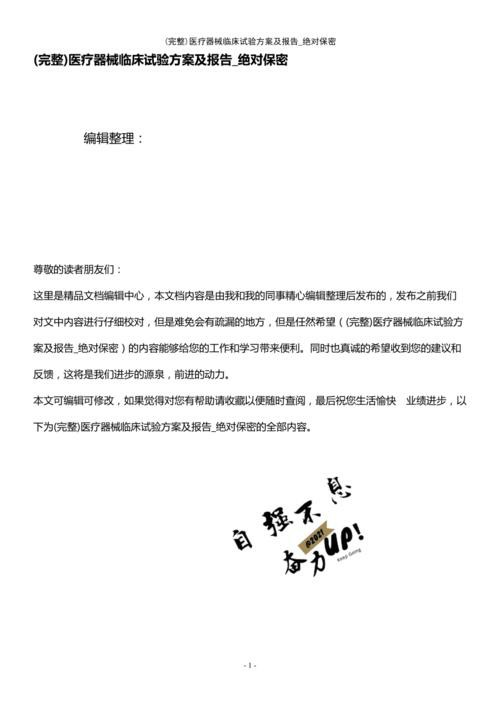 (完整)医疗器械临床试验方案及报告_绝对保密
(完整)医疗器械临床试验方案及报告_绝对保密
编辑整理：
尊敬的读者朋友们：
这里是精品文档编辑中心，本文档内容是由我和我的同事精心编辑整理后发布的，发布之前我们
对文中内容进行仔细校对，但是难免会有疏漏的地方，但是任然希望（(完整)医疗器械临床试验方
案及报告_绝对保密）的内容能够给您的工作和学习带来便利。同时也真诚的希望收到您的建议和
反馈，这将是我们进步的源泉，前进的动力。
本文可编辑可修改，如果觉得对您有帮助请收藏以便随时查阅，最后祝您生活愉快 业绩进步，以
下为(完整)医疗器械临床试验方案及报告_绝对保密的全部内容。
自强不息
@2021
奋力UP!
Keep Going
- 1 -